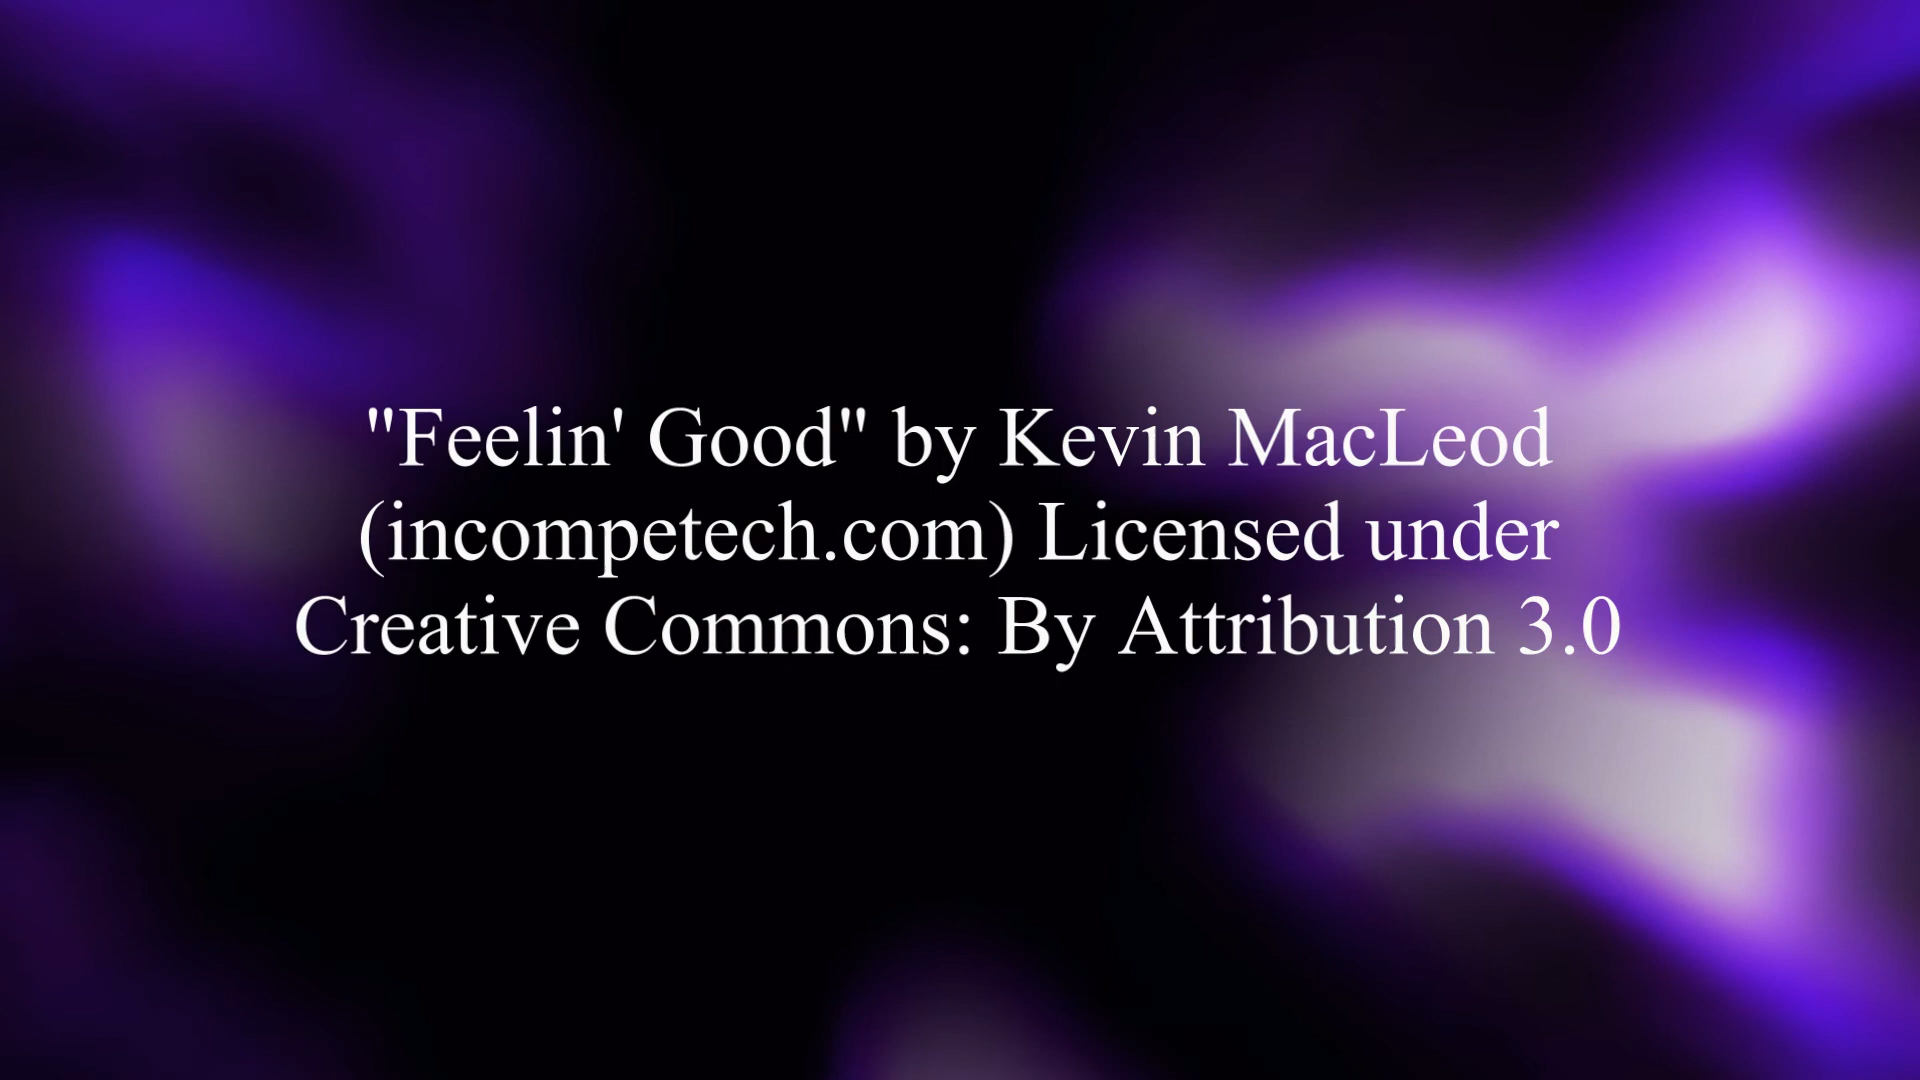 "Feelin' Good" by Kevin MacLeod
(incompetech.com) Licensed under
Creative Commons: By Attribution 3.0